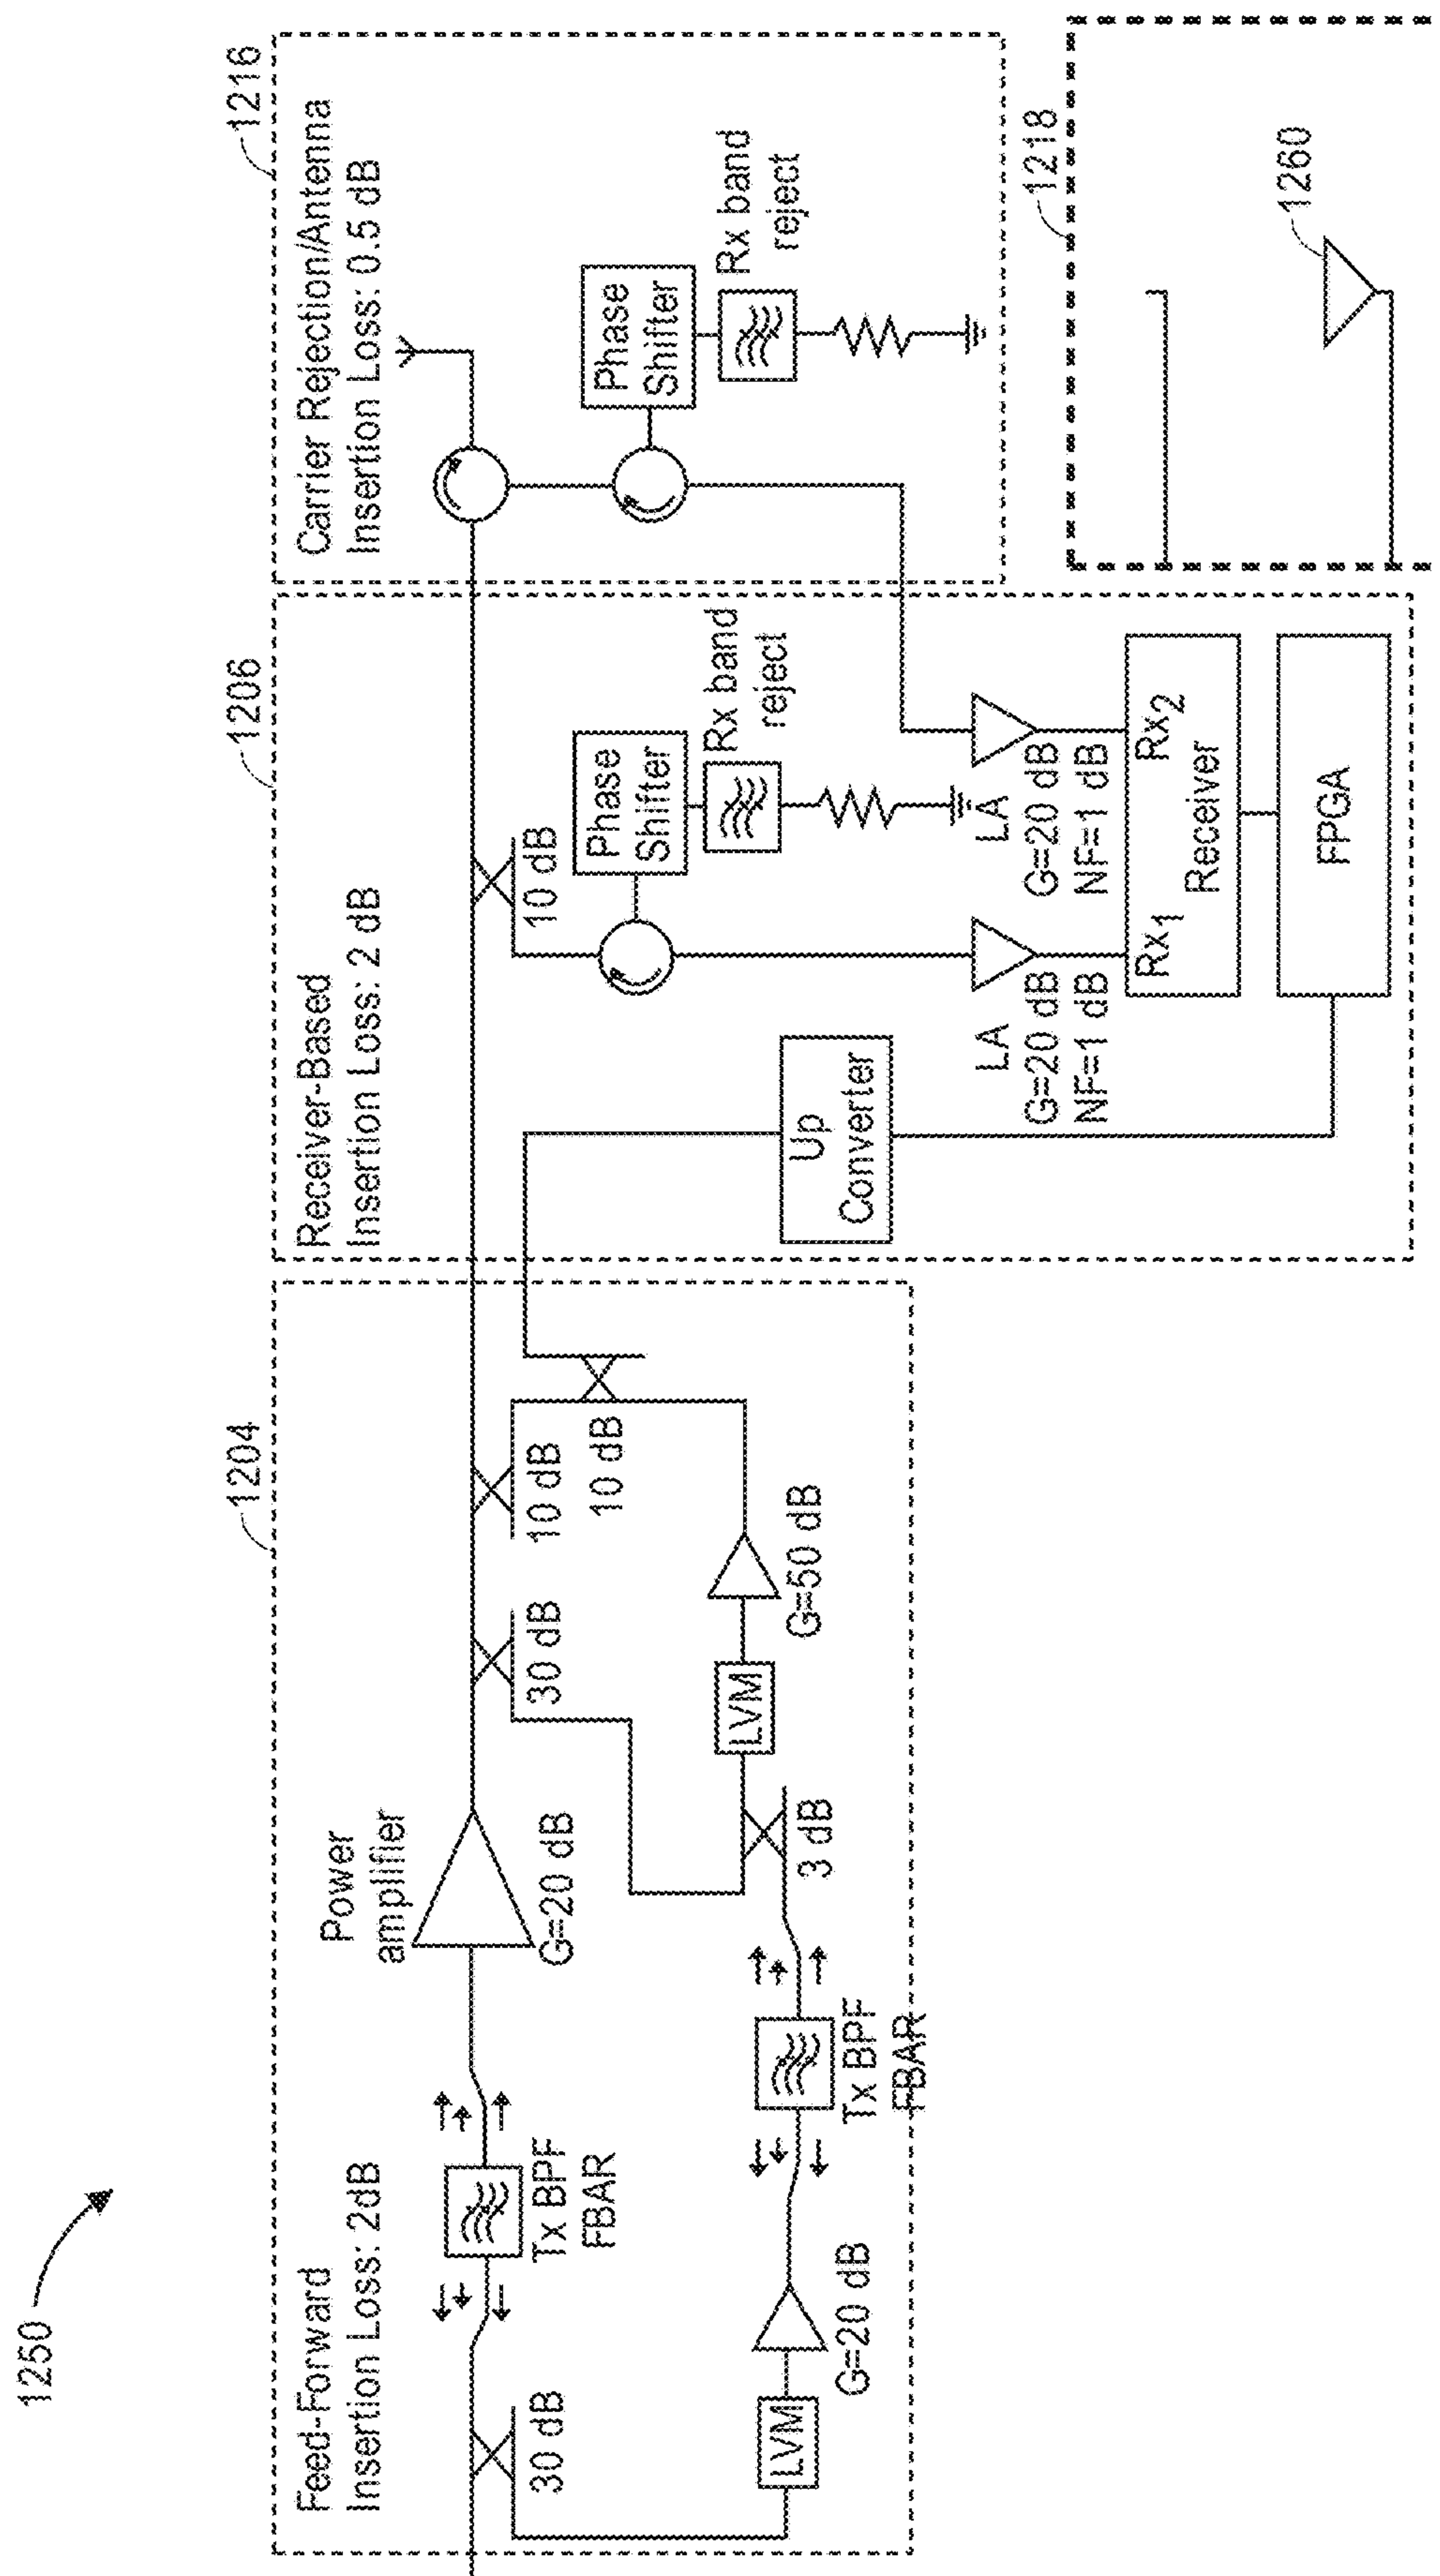 1250
1204
Feed-Forward
Insertion Loss: 2dB
30 dB
Tx BPF
FBAR
Power
amplifier
G=20 dB
30 dB
10 dB
10 dB
LVM
G=20 dB
Tx BPF
FBAR
3 dB
LVM
G=50 dB
1206
Receiver-Based
Insertion Loss: 2 dB
10 dB
Phase
Shifter
Rx band
reject
Up
Converter
LA
G=20 dB
NF=1 dB
LA
G=20 dB
NF=1 dB
Rx1
Rx2
Receiver
FPGA
1216
Carrier Rejection/Antenna
Insertion Loss: 0.5 dB
Phase
Shifter
Rx band
reject
1218
1260